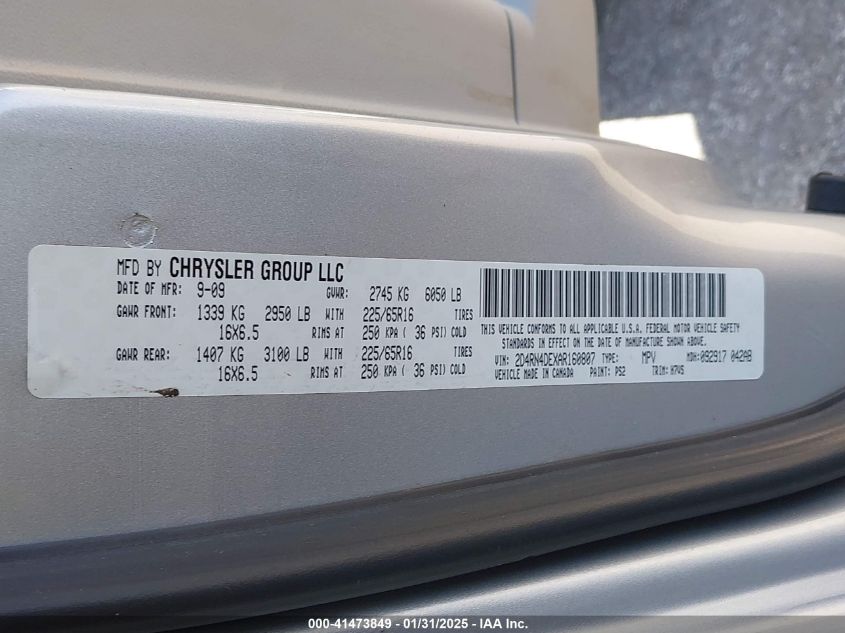 MFD BY CHRYSLER GROUP LLC
DATE OF MFR: 9-09 GVWR: 2745 KG 6050 LB
GAWR FRONT: 1339 KG 2950 LB WITH 225/65R16 TIRES
16X6.5 RIMS AT 250 KPA ( 36 PSI) COLD
GAWR REAR: 1407 KG 3100 LB WITH 225/65R16 TIRES
16X6.5 RIMS AT 250 KPA ( 36 PSI) COLD
THIS VEHICLE CONFORMS TO ALL APPLICABLE U.S.A. FEDERAL MOTOR VEHICLE SAFETY
STANDARDS IN EFFECT ON THE DATE OF MANUFACTURE SHOWN ABOVE.
VIN: 2D4RN4DEXAR160807 TYPE: MPV MDH: 092917 042AB
VEHICLE MADE IN CANADA PAINT: PS2 TRIM: H7V5
000-41473849 - 01/31/2025 - IAA Inc.